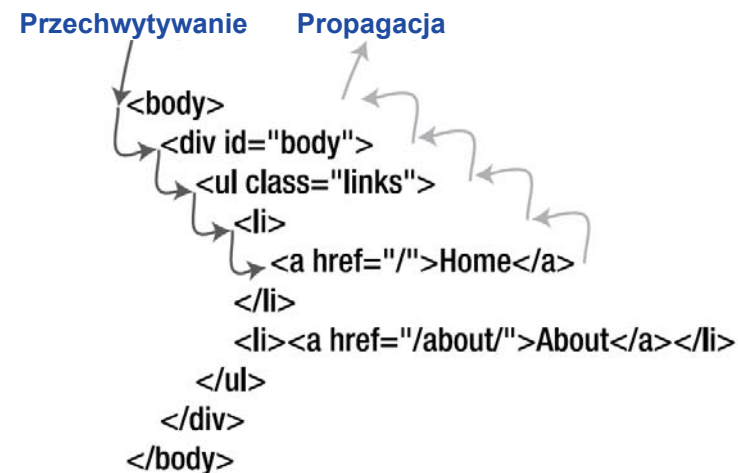 Przechwytywanie Propagacja
<body>
<div id="body">
<ul class="links">
<li>
<a href="/">Home</a>
</li>
<li><a href="/about/">About</a></li>
</ul>
</div>
</body>